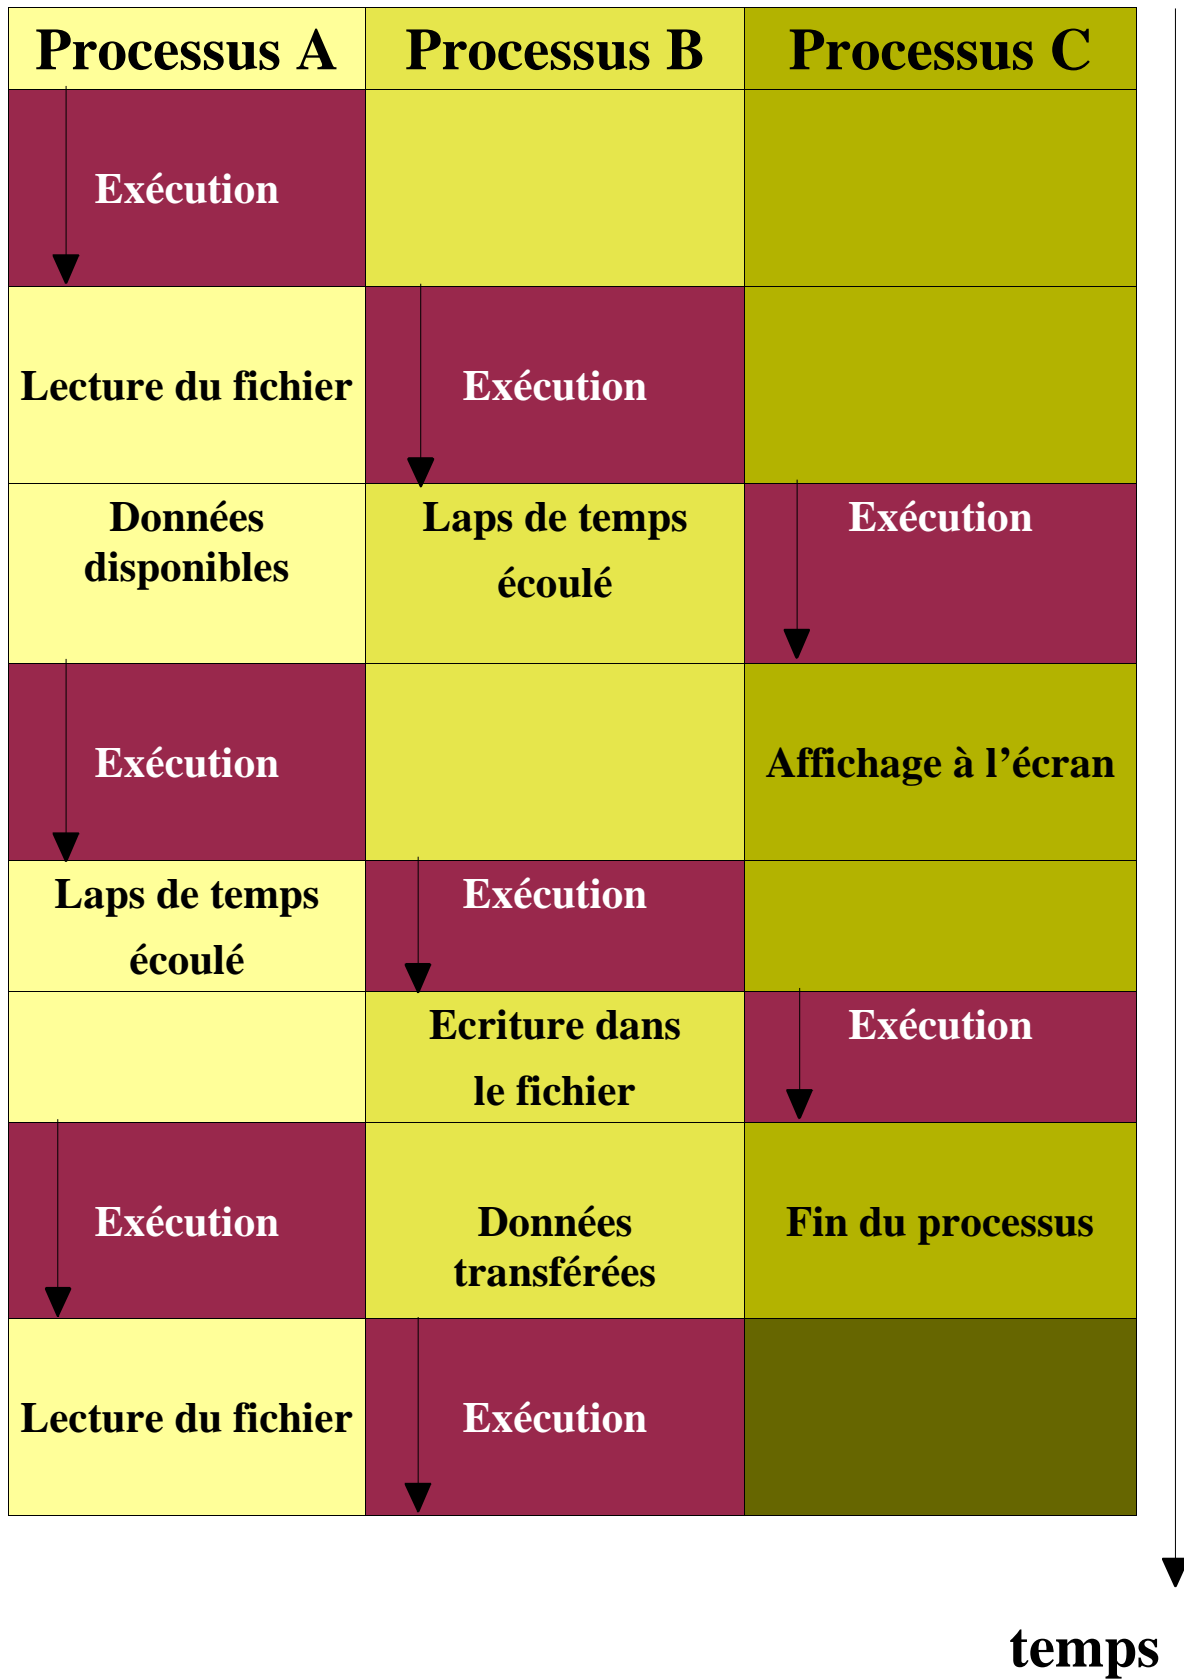 Processus A
Processus B
Processus C
Exécution
Lecture du fichier
Exécution
Données
disponibles
Laps de temps
écoulé
Exécution
Exécution
Affichage à l’écran
Laps de temps
écoulé
Exécution
Ecriture dans
le fichier
Exécution
Exécution
Données
transférées
Fin du processus
Lecture du fichier
Exécution
temps